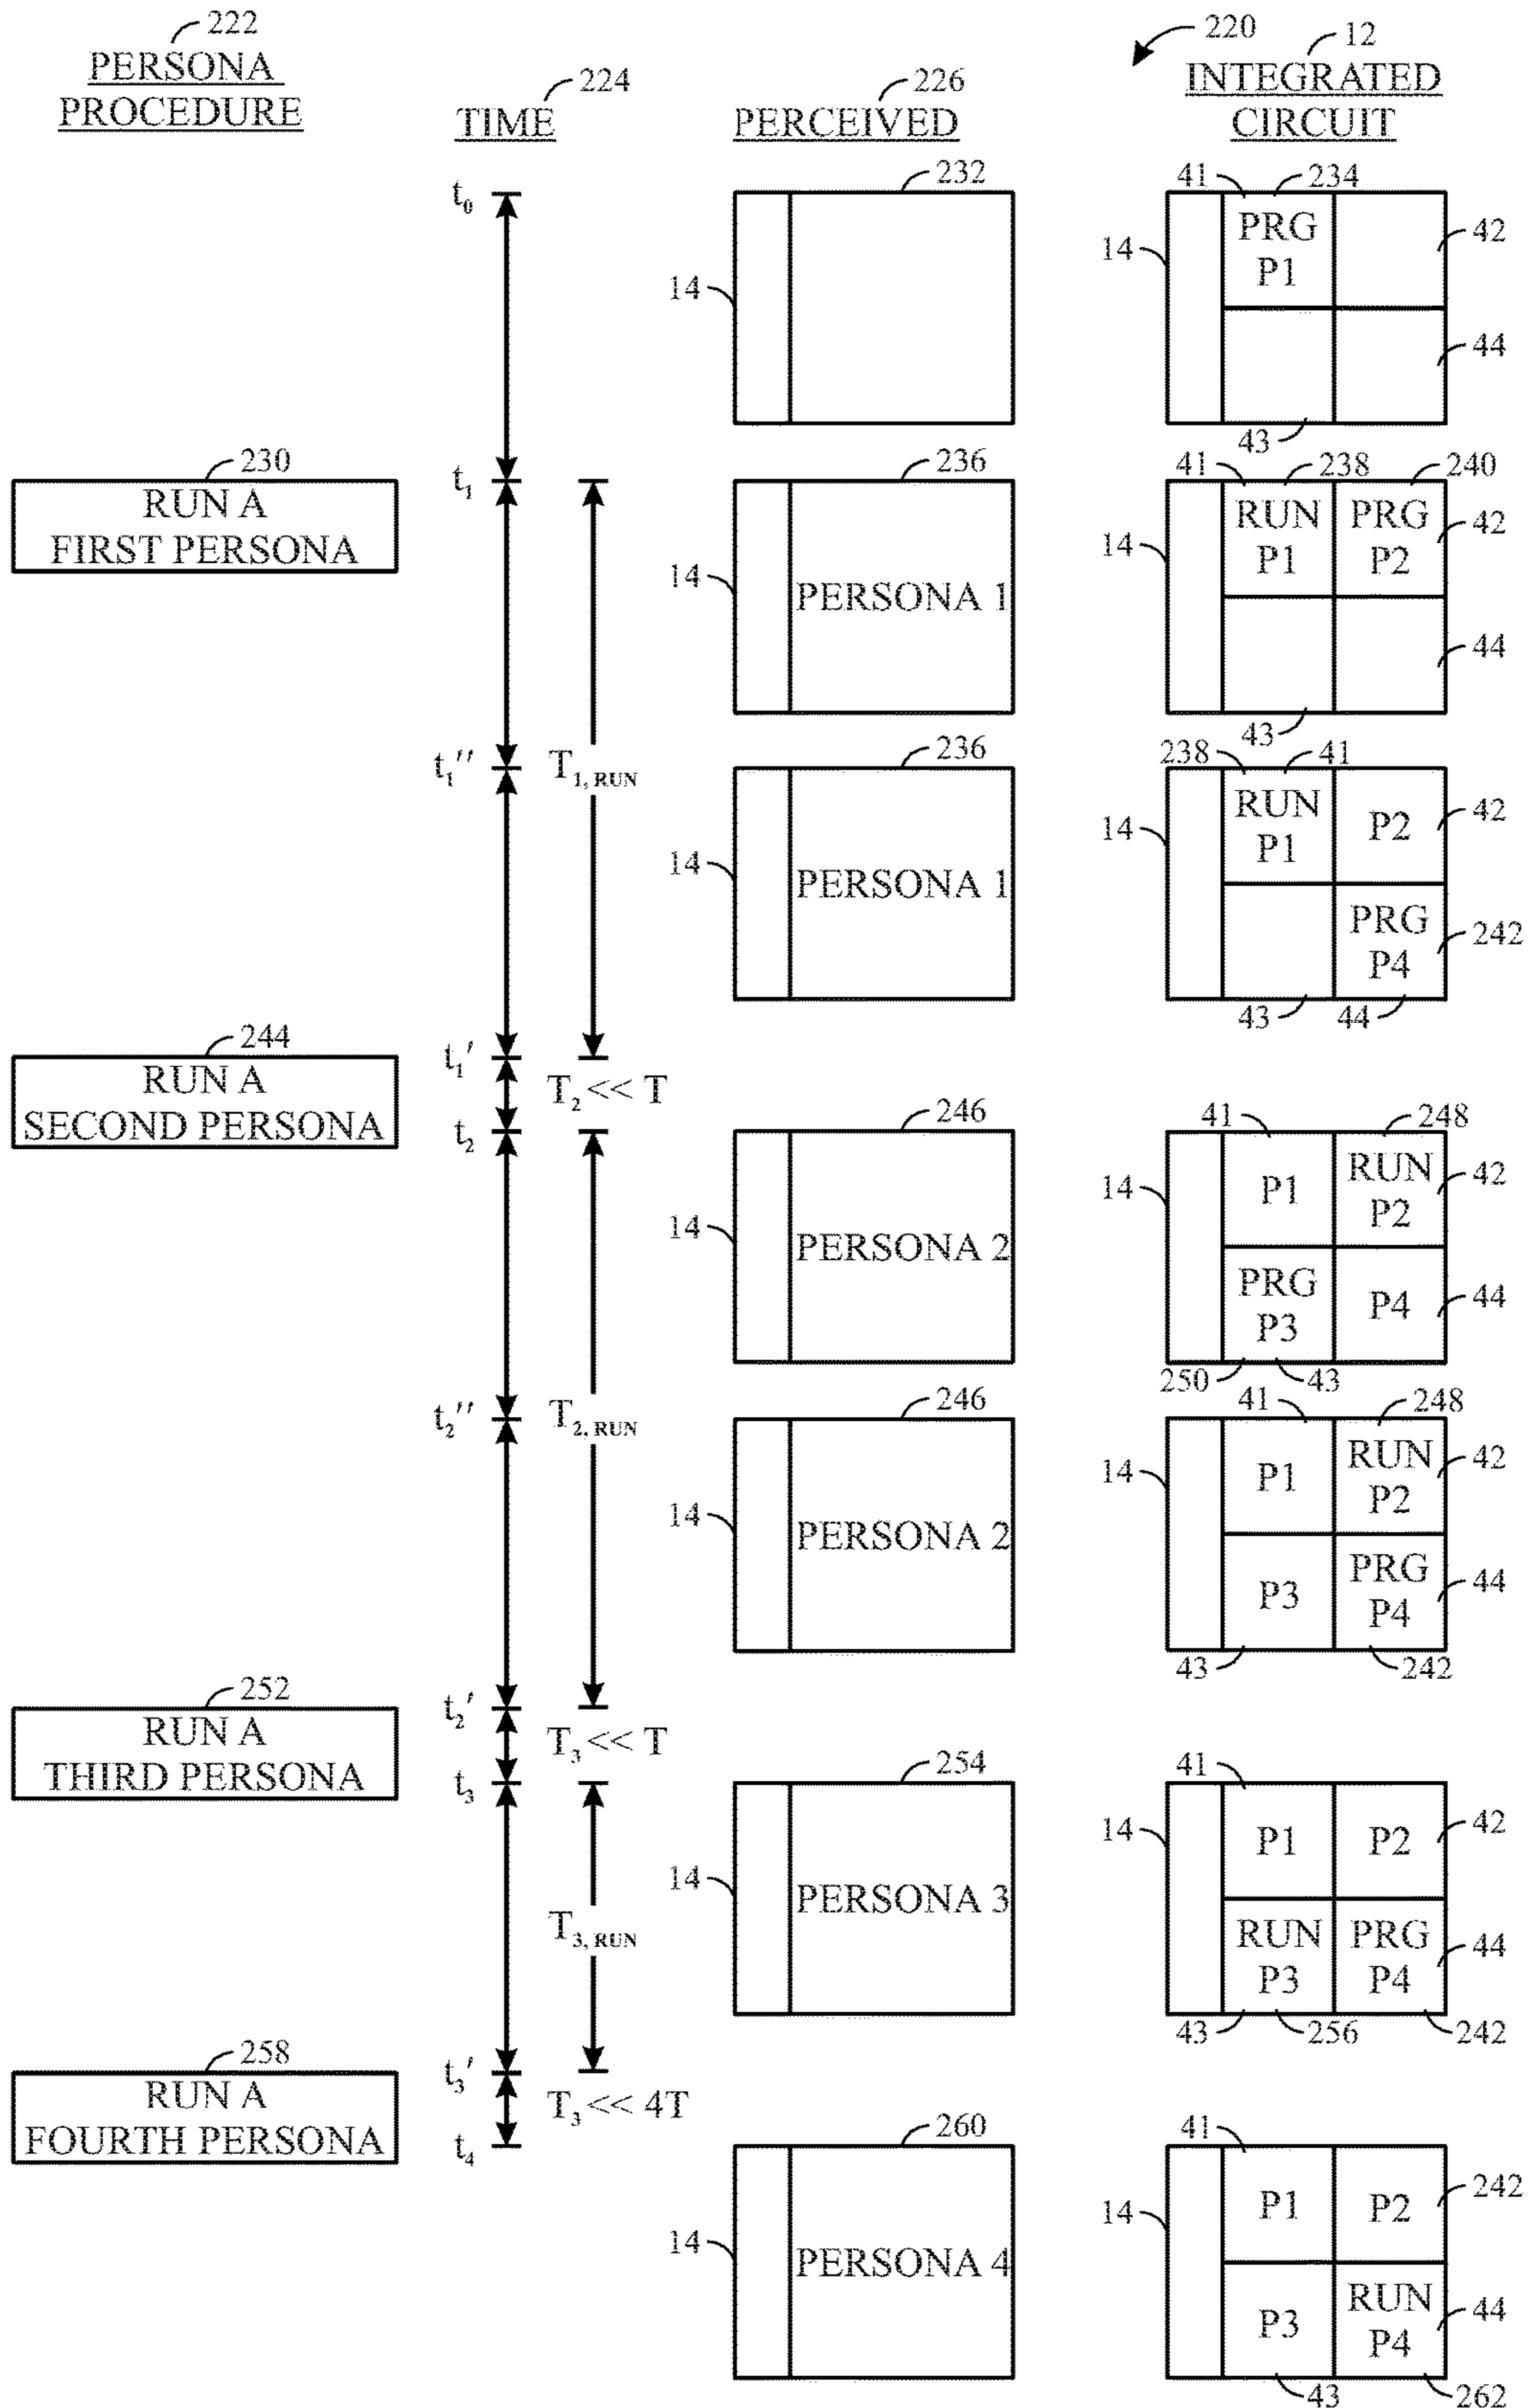 222
PERSONA
PROCEDURE
224
TIME
226
PERCEIVED
220
12
INTEGRATED
CIRCUIT
t0
232
14
41
234
PRG
P1
14
42
44
43
230
RUN A
FIRST PERSONA
t1
236
14
PERSONA 1
41
238
240
RUN
P1
PRG
P2
14
42
44
43
t1''
T1, RUN
236
14
PERSONA 1
238
41
RUN
P1
P2
14
42
PRG
P4
242
43
44
244
RUN A
SECOND PERSONA
t1'
T2 << T
t2
246
14
PERSONA 2
41
248
P1
RUN
P2
14
42
PRG
P3
P4
44
250
43
t2''
T2, RUN
246
14
PERSONA 2
41
248
P1
RUN
P2
14
42
P3
PRG
P4
44
43
242
252
RUN A
THIRD PERSONA
t2'
T3 << T
t3
254
14
PERSONA 3
T3, RUN
41
P1
P2
14
42
RUN
P3
PRG
P4
44
43
256
242
258
RUN A
FOURTH PERSONA
t3'
T3 << 4T
t4
260
14
PERSONA 4
41
P1
P2
14
242
P3
RUN
P4
44
43
262